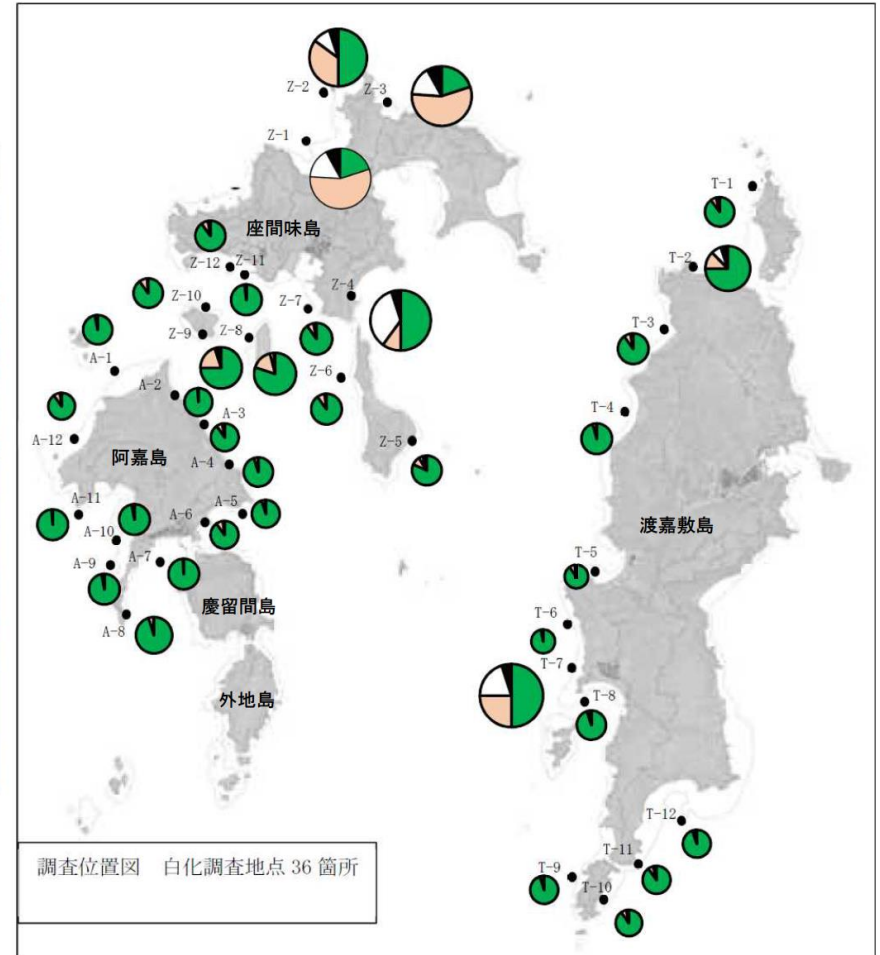 Z-2
Z-3
Z-1
T-1
座間味島
T-2
Z-12
Z-11
Z-4
Z-10
Z-7
T-3
Z-9
Z-8
A-1
Z-6
A-2
A-3
T-4
A-12
Z-5
阿嘉島
A-4
A-11
A-5
A-6
渡嘉敷島
A-10
A-7
A-9
T-5
慶留間島
A-8
T-6
T-7
外地島
T-8
T-12
T-11
調査位置図 白化調査地点 36 箇所
T-9
T-10